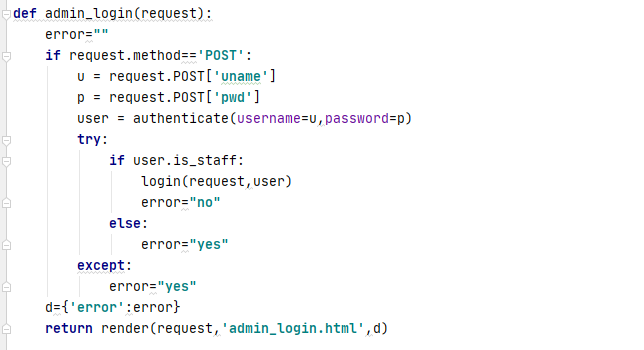 def admin_login(request):
    error=""
    if request.method=='POST':
        u = request.POST['uname']
        p = request.POST['pwd']
        user = authenticate(username=u,password=p)
        try:
            if user.is_staff:
                login(request,user)
                error="no"
            else:
                error="yes"
        except:
            error="yes"
    d={'error':error}
    return render(request,'admin_login.html',d)